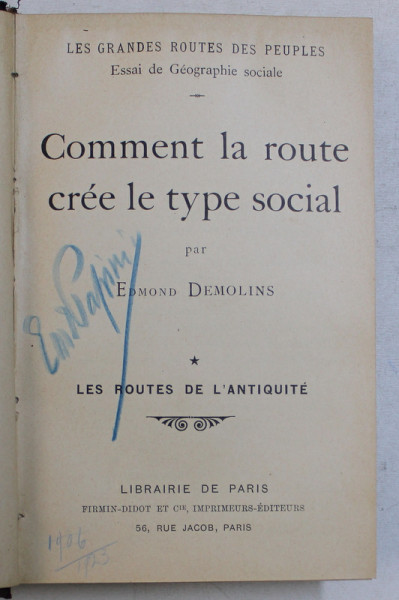 LES GRANDES ROUTES DES PEUPLES
Essai de Géographie sociale
Comment la route
crée le type social
par
EDMOND DEMOLINS
*
LES ROUTES DE L'ANTIQUITÉ
LIBRAIRIE DE PARIS
FIRMIN-DIDOT ET CIE, IMPRIMEURS-ÉDITEURS
56, RUE JACOB, PARIS
1906